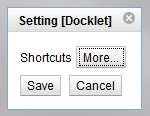 Setting [Docklet]
Shortcuts More...
Save Cancel